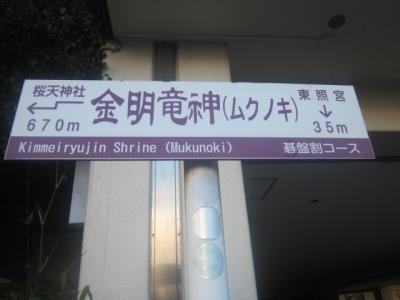 桜天神社
←
670m
金明竜神(ムクノキ)
東照宮
↓
35m
Kimmeiryujin Shrine (Mukunoki)
碁盤割コース